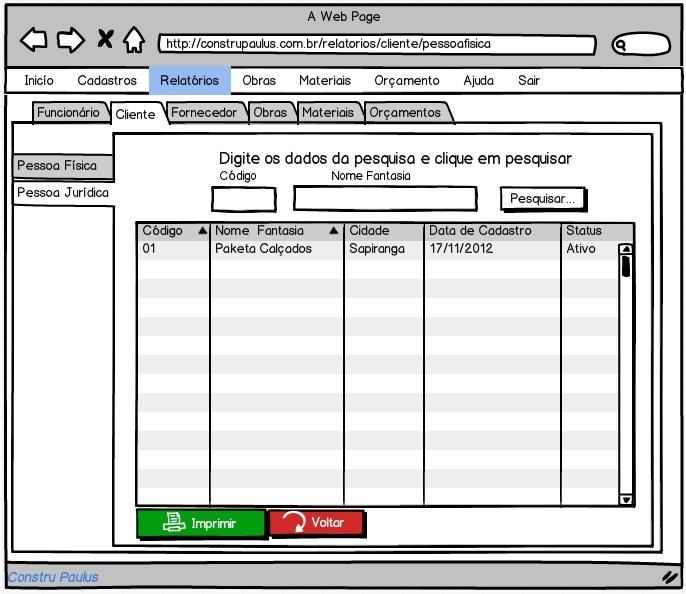 A Web Page
http://construpaulus.com.br/relatorios/cliente/pessoafisica
Início Cadastros Relatórios Obras Materiais Orçamento Ajuda Sair
Funcionário Cliente Fornecedor Obras Materiais Orçamentos
Digite os dados da pesquisa e clique em pesquisar
Pessoa Física
Pessoa Jurídica
Código Nome Fantasia
Pesquisar...
Código Nome Fantasia Cidade Data de Cadastro Status
01 Paketa Calçados Sapiranga 17/11/2012 Ativo
Imprimir Voltar
Constru Paulus